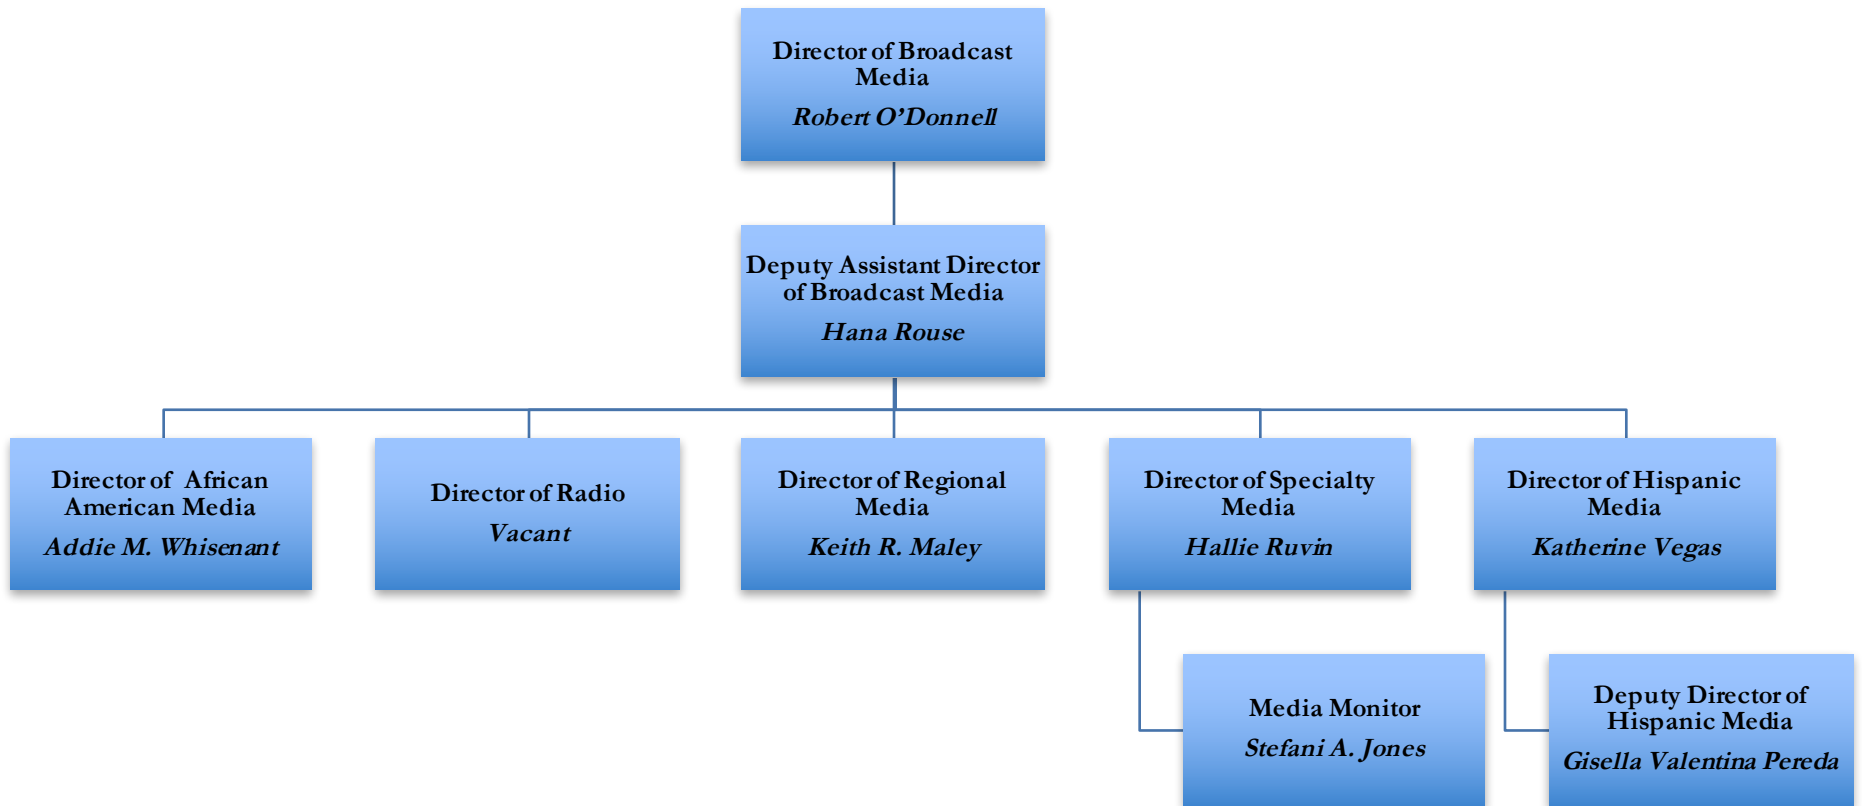 Director of Broadcast
Media
Robert O’Donnell
Deputy Assistant Director
of Broadcast Media
Hana Rouse
Director of African
American Media
Addie M. Whisenant
Director of Radio
Vacant
Director of Regional
Media
Keith R. Maley
Director of Specialty
Media
Hallie Ruvin
Director of Hispanic
Media
Katherine Vegas
Media Monitor
Stefani A. Jones
Deputy Director of
Hispanic Media
Gisella Valentina Pereda